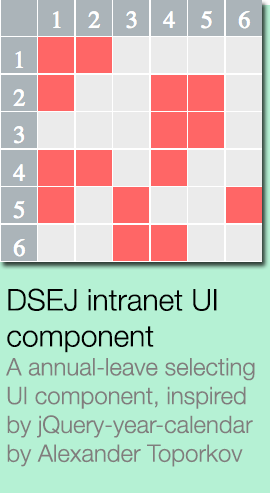 1 2 3 4 5 6
1
2
3
4
5
6
DSEJ intranet UI
component
A annual-leave selecting
UI component, inspired
by jQuery-year-calendar
by Alexander Toporkov